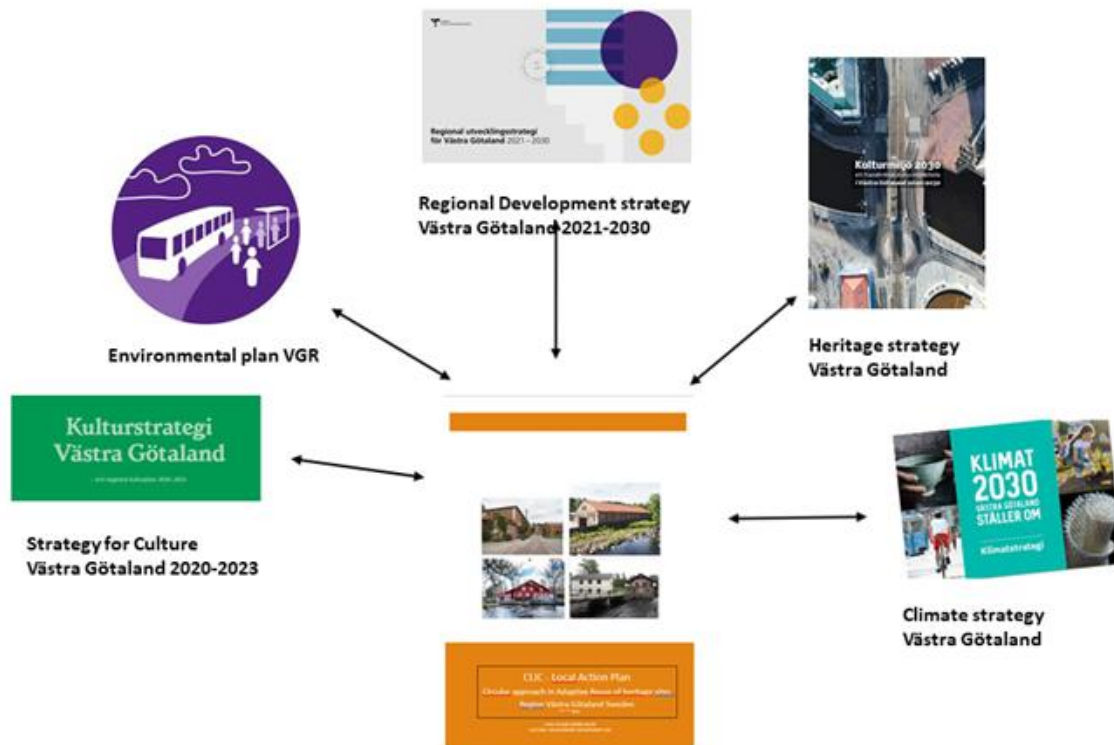 Regional utvecklingsstrategi
för Västra Götaland 2021–2030
Regional Development strategy
Västra Götaland 2021-2030
Kulturmiljö 2030
i Västra Götaland
Heritage strategy
Västra Götaland
Environmental plan VGR
Kulturstrategi
Västra Götaland
Strategy for Culture
Västra Götaland 2020-2023
KLIMAT
2030
VÄSTRA GÖTALAND
STÄLLER OM
Klimatstrategi
Climate strategy
Västra Götaland
CLIC - Local Action Plan
Circular approach in Adaptive Reuse of heritage sites
Region Västra Götaland Sweden